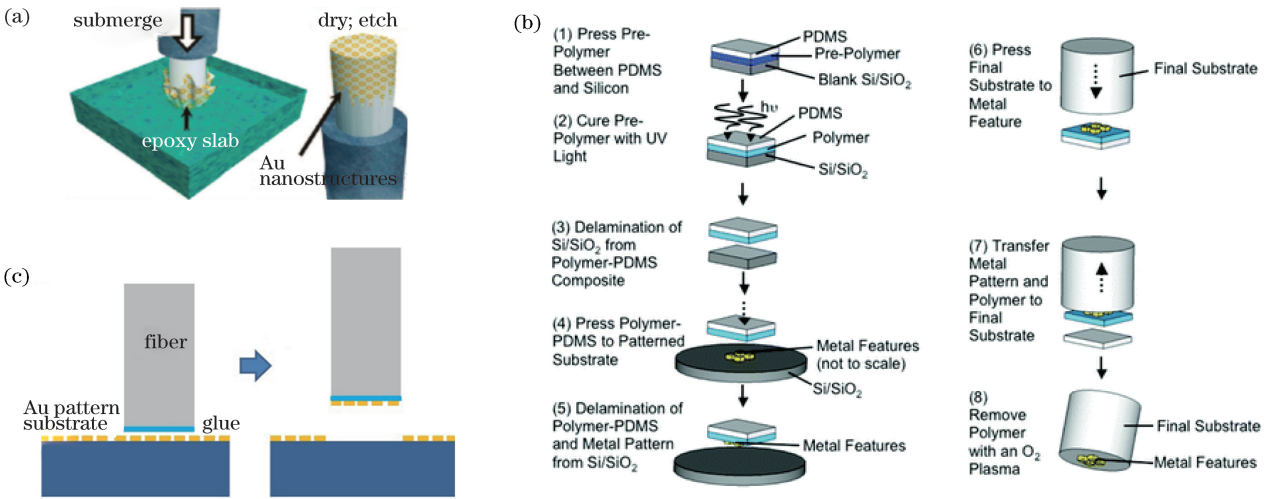 (a)
submerge
dry; etch
epoxy slab
Au
nanostructures
(b)
(1) Press Pre-
Polymer
Between PDMS
and Silicon
PDMS
Pre-Polymer
Blank Si/SiO₂
(2) Cure Pre-
Polymer with UV
Light
hυ
PDMS
Polymer
Si/SiO₂
(3) Delamination of
Si/SiO₂ from
Polymer-PDMS
Composite
(4) Press Polymer-
PDMS to Patterned
Substrate
Metal Features
(not to scale)
Si/SiO₂
(5) Delamination of
Polymer-PDMS
and Metal Pattern
from Si/SiO₂
Metal Features
(6) Press
Final
Substrate to
Metal
Feature
Final Substrate
(7) Transfer
Metal
Pattern and
Polymer to
Final
Substrate
(8)
Remove
Polymer
with an O₂
Plasma
Final Substrate
Metal Features
(c)
fiber
Au pattern
substrate
glue